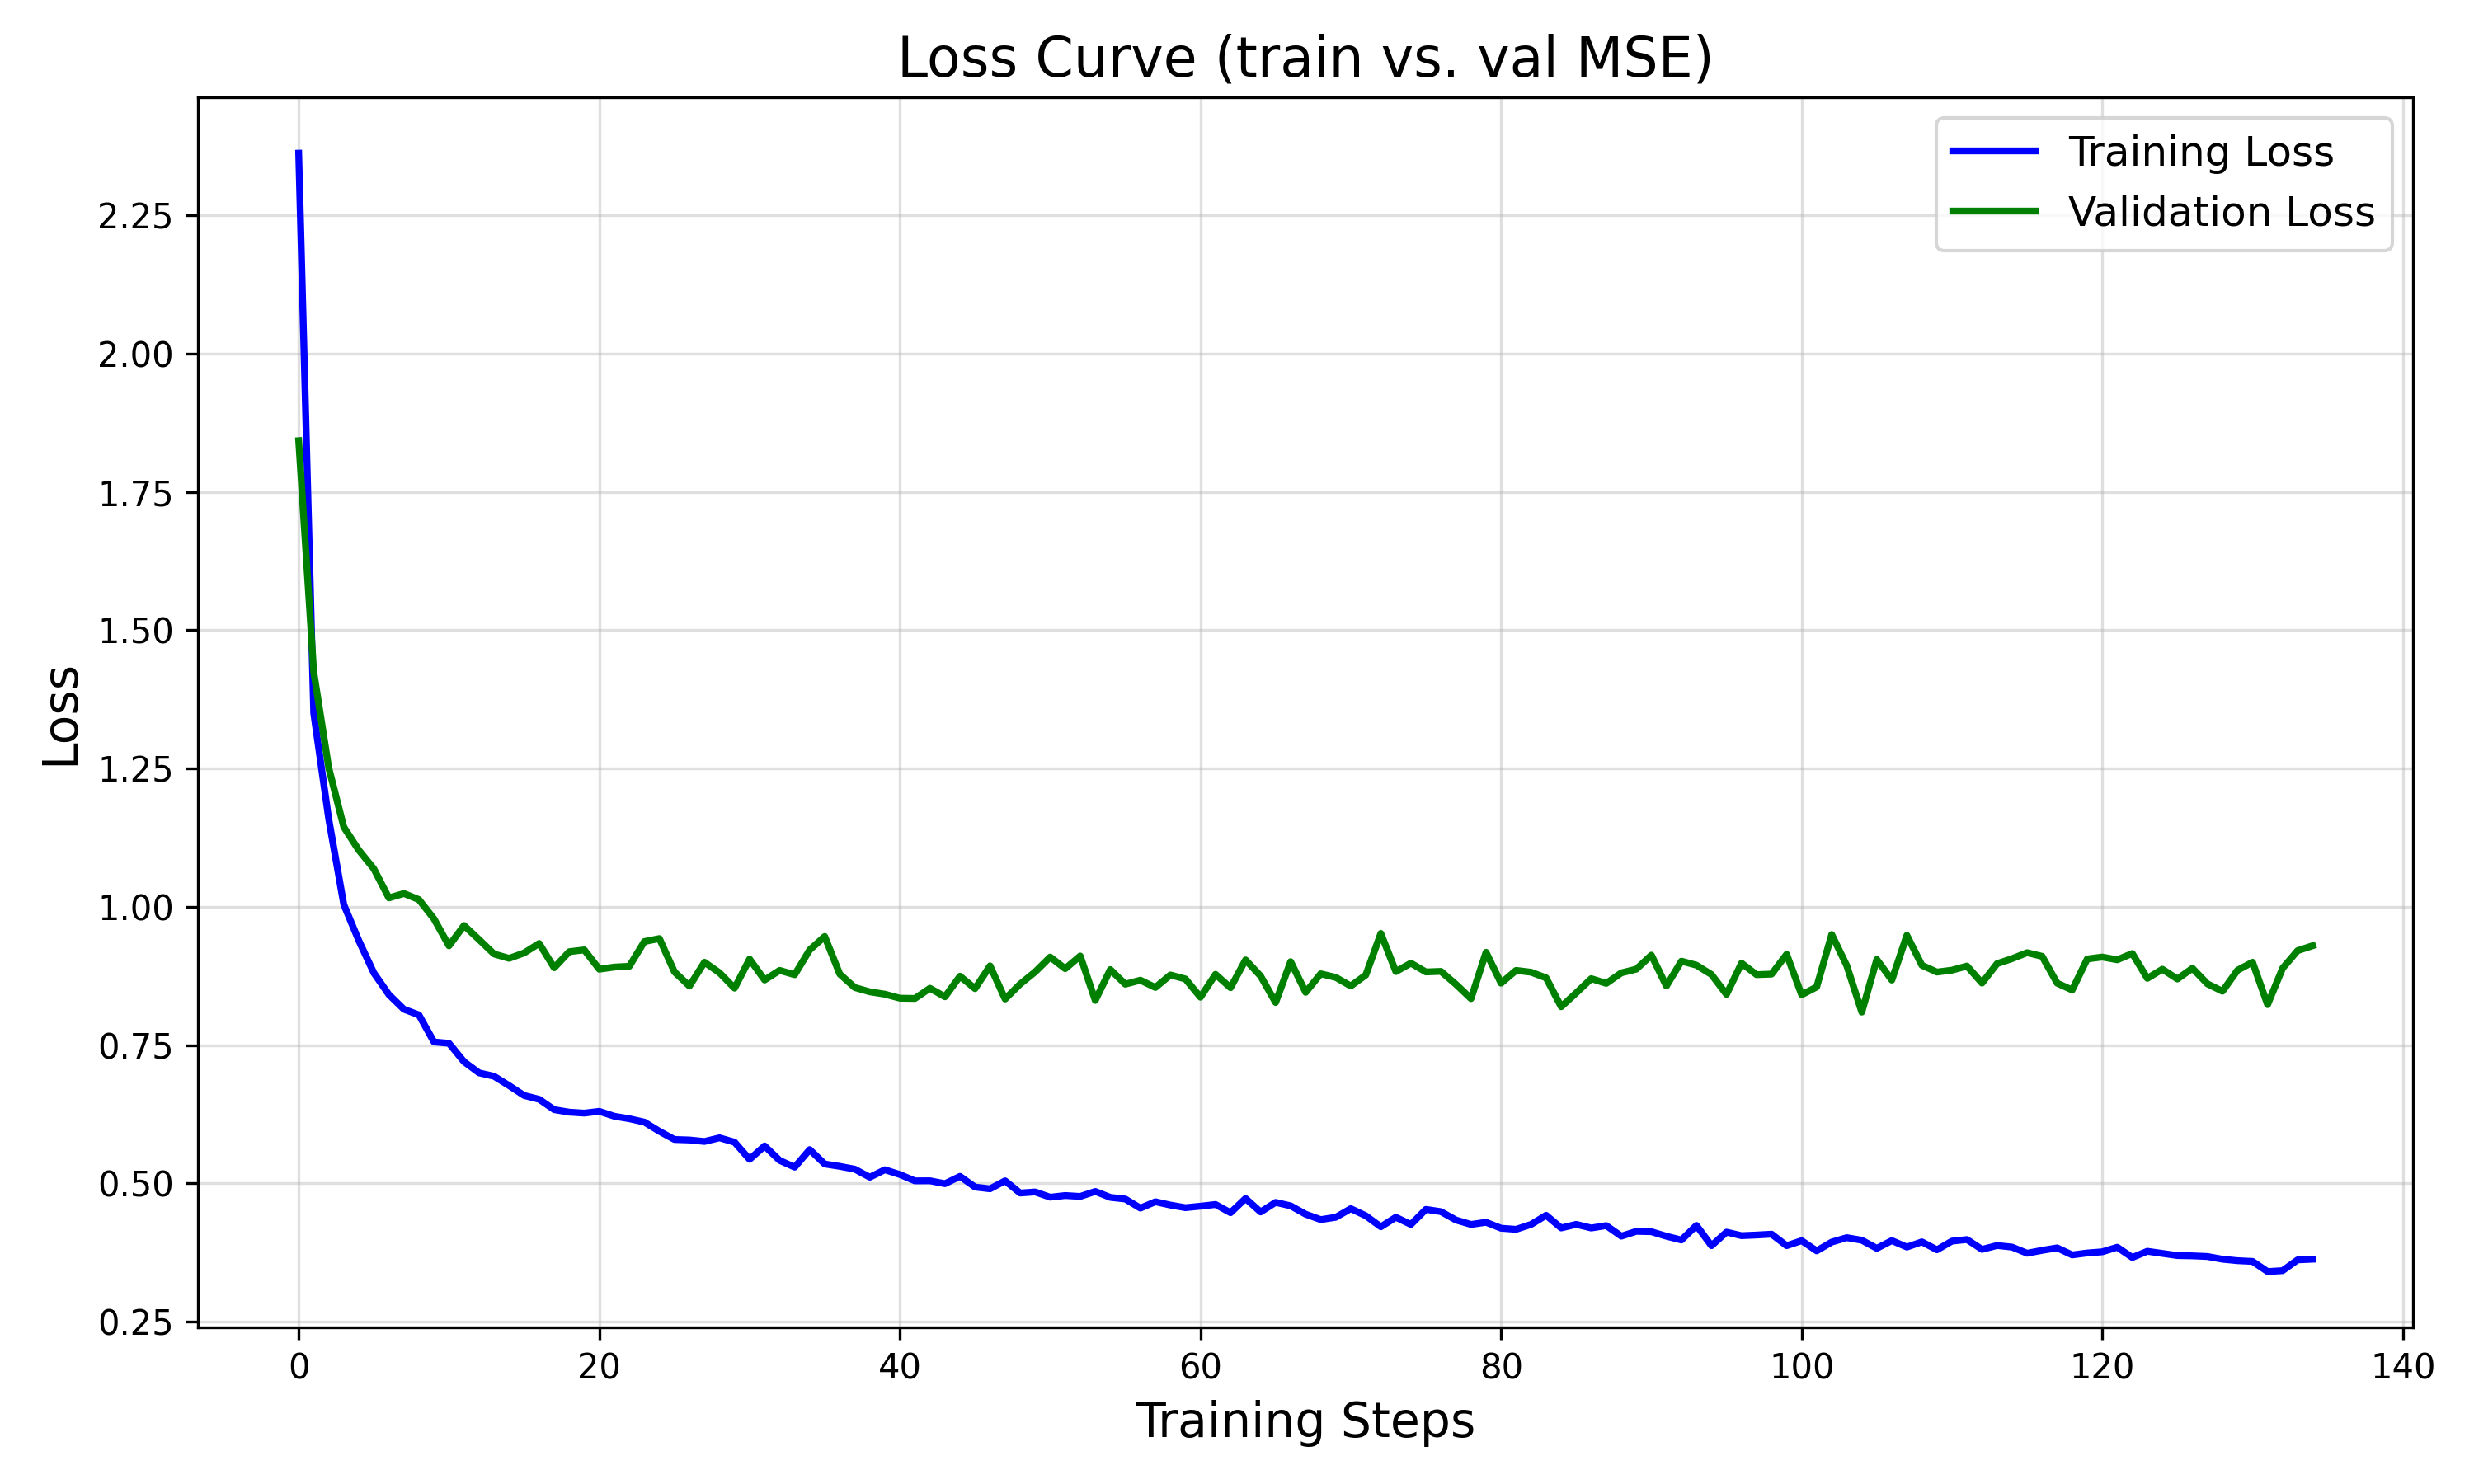 Loss Curve (train vs. val MSE)
Training Loss
Validation Loss
2.25
2.00
1.75
1.50
1.25
1.00
0.75
0.50
0.25
Loss
0 20 40 60 80 100 120 140
Training Steps